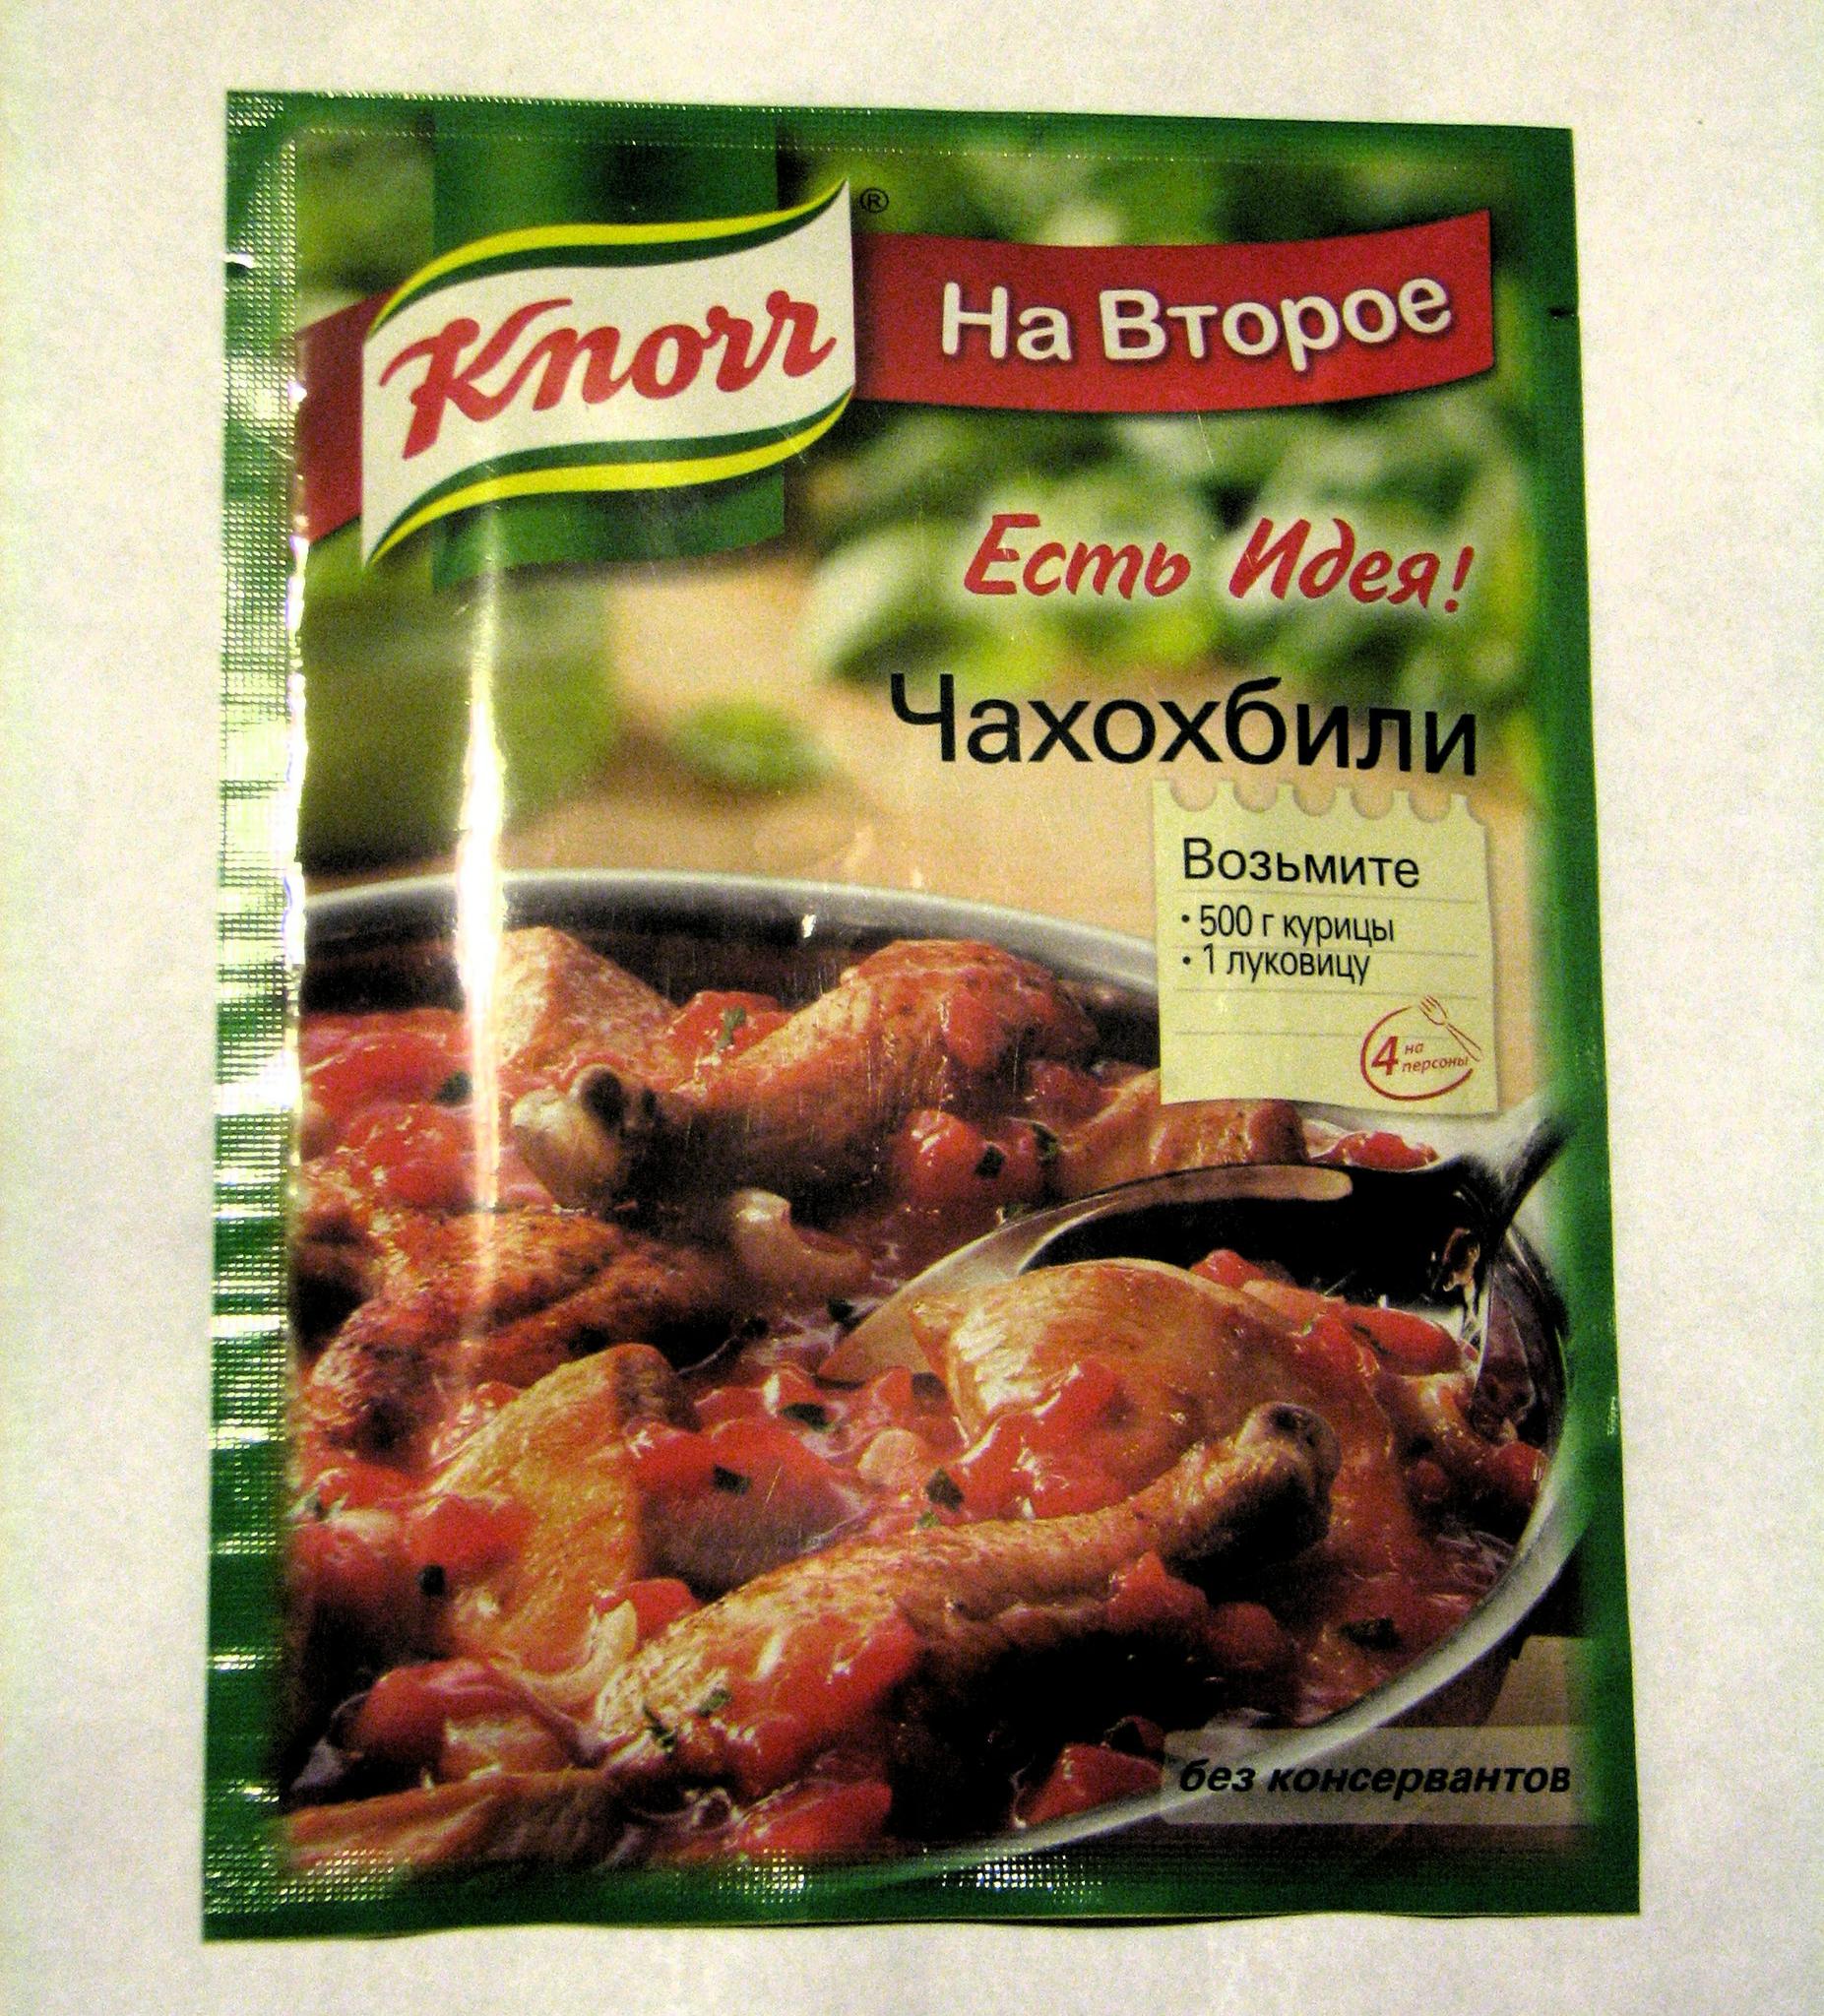 Knorr ®
На Второе
Есть Идея!
Чахохбили
Возьмите
• 500 г курицы
• 1 луковицу
4 на
персоны
без консервантов